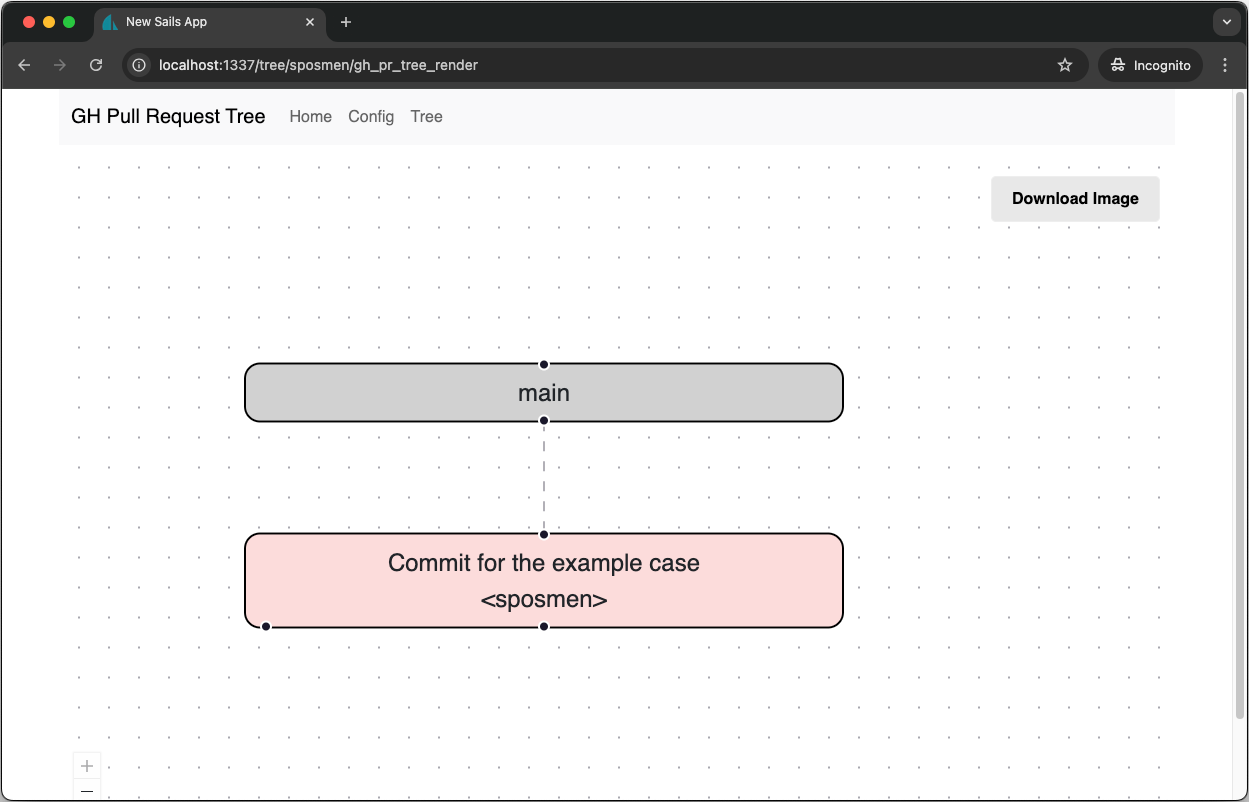 New Sails App
localhost:1337/tree/sposmen/gh_pr_tree_render
Incognito
GH Pull Request Tree Home Config Tree
Download Image
main
Commit for the example case
<sposmen>